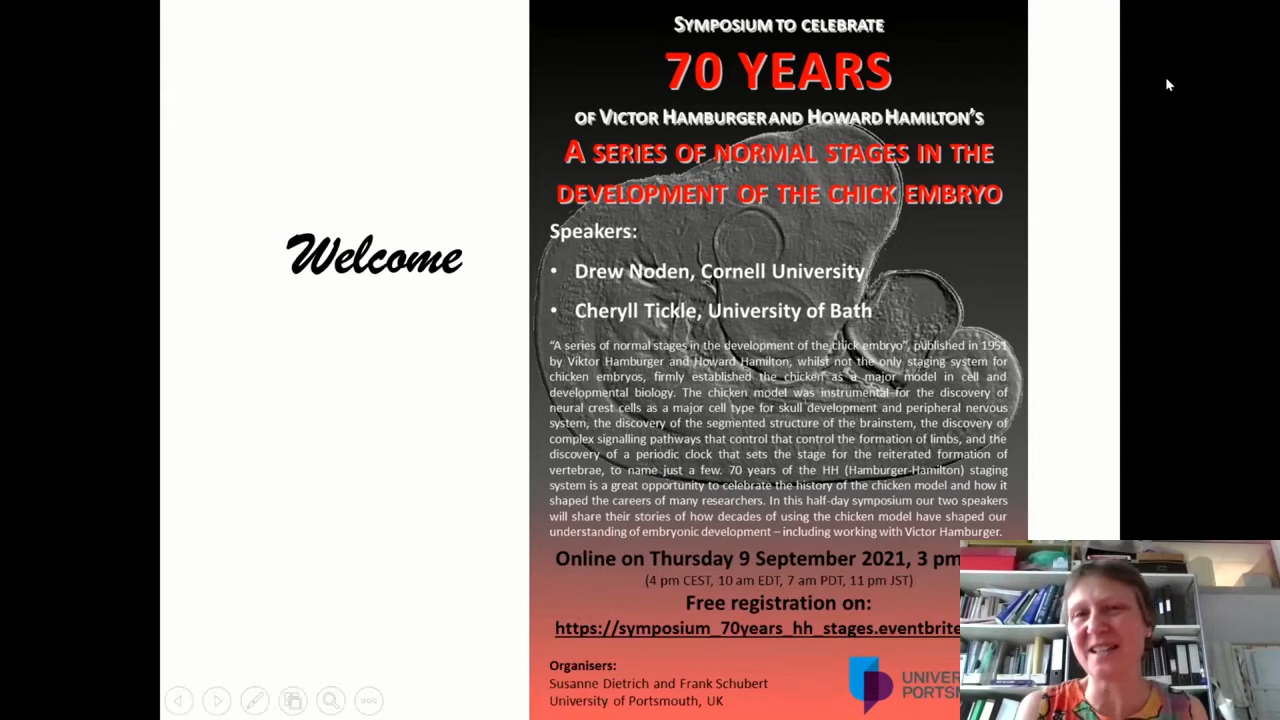 Welcome
SYMPOSIUM TO CELEBRATE
70 YEARS
OF VICTOR HAMBURGER AND HOWARD HAMILTON'S
A SERIES OF NORMAL STAGES IN THE
DEVELOPMENT OF THE CHICK EMBRYO
Speakers:
• Drew Noden, Cornell University
• Cheryll Tickle, University of Bath
“A series of normal stages in the development of the chick embryo”, published in 1951
by Viktor Hamburger and Howard Hamilton, whilst not the only staging system for
chicken embryos, firmly established the chicken as a major model in cell and
developmental biology. The chicken model was instrumental for the discovery of
neural crest cells as a major cell type for skull development and peripheral nervous
system, the discovery of the segmented structure of the brainstem, the discovery of
complex signalling pathways that control that control the formation of limbs, and the
discovery of a periodic clock that sets the stage for the reiterated formation of
vertebrae, to name just a few. 70 years of the HH (Hamburger-Hamilton) staging
system is a great opportunity to celebrate the history of the chicken model and how it
shaped the careers of many researchers. In this half-day symposium our two speakers
will share their stories of how decades of using the chicken model have shaped our
understanding of embryonic development – including working with Victor Hamburger.
Online on Thursday 9 September 2021, 3 pm
(4 pm CEST, 10 am EDT, 7 am PDT, 11 pm JST)
Free registration on:
https://symposium_70years_hh_stages.eventbrite
Organisers:
Susanne Dietrich and Frank Schubert
University of Portsmouth, UK
UNIVER
PORTSM